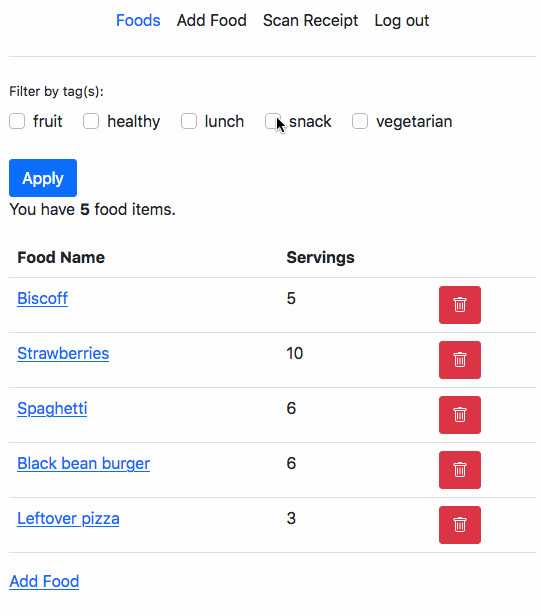 Foods Add Food Scan Receipt Log out
Filter by tag(s):
fruit healthy lunch snack vegetarian
Apply
You have 5 food items.
Food Name Servings
Biscoff 5
Strawberries 10
Spaghetti 6
Black bean burger 6
Leftover pizza 3
Add Food